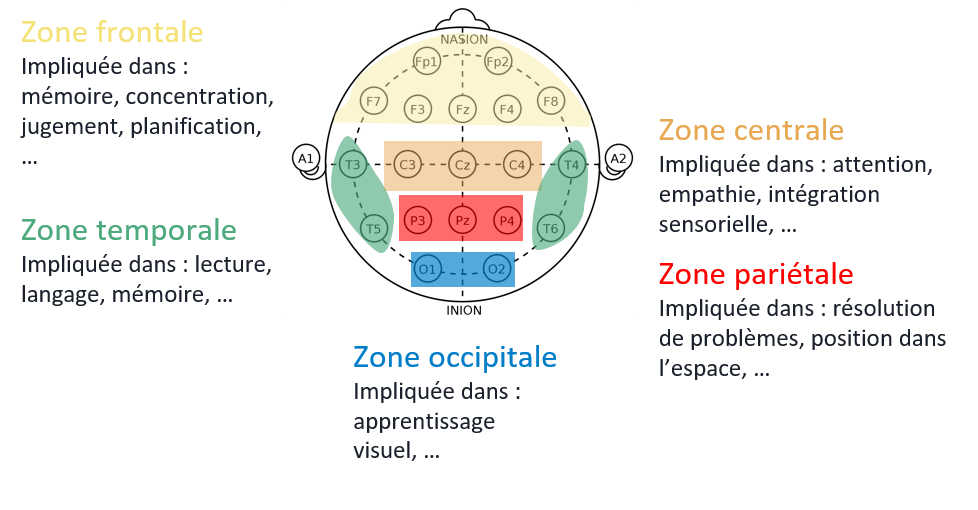 Zone frontale
Impliquée dans :
mémoire, concentration,
jugement, planification,
...
Zone temporale
Impliquée dans : lecture,
langage, mémoire, ...
NASION
Fp1 Fp2
F7 F3 Fz F4 F8
A1 T3 C3 Cz C4 T4 A2
T5 P3 Pz P4 T6
O1 O2
INION
Zone centrale
Impliquée dans : attention,
empathie, intégration
sensorielle, ...
Zone pariétale
Impliquée dans : résolution
de problèmes, position dans
l’espace, ...
Zone occipitale
Impliquée dans :
apprentissage
visuel, ...